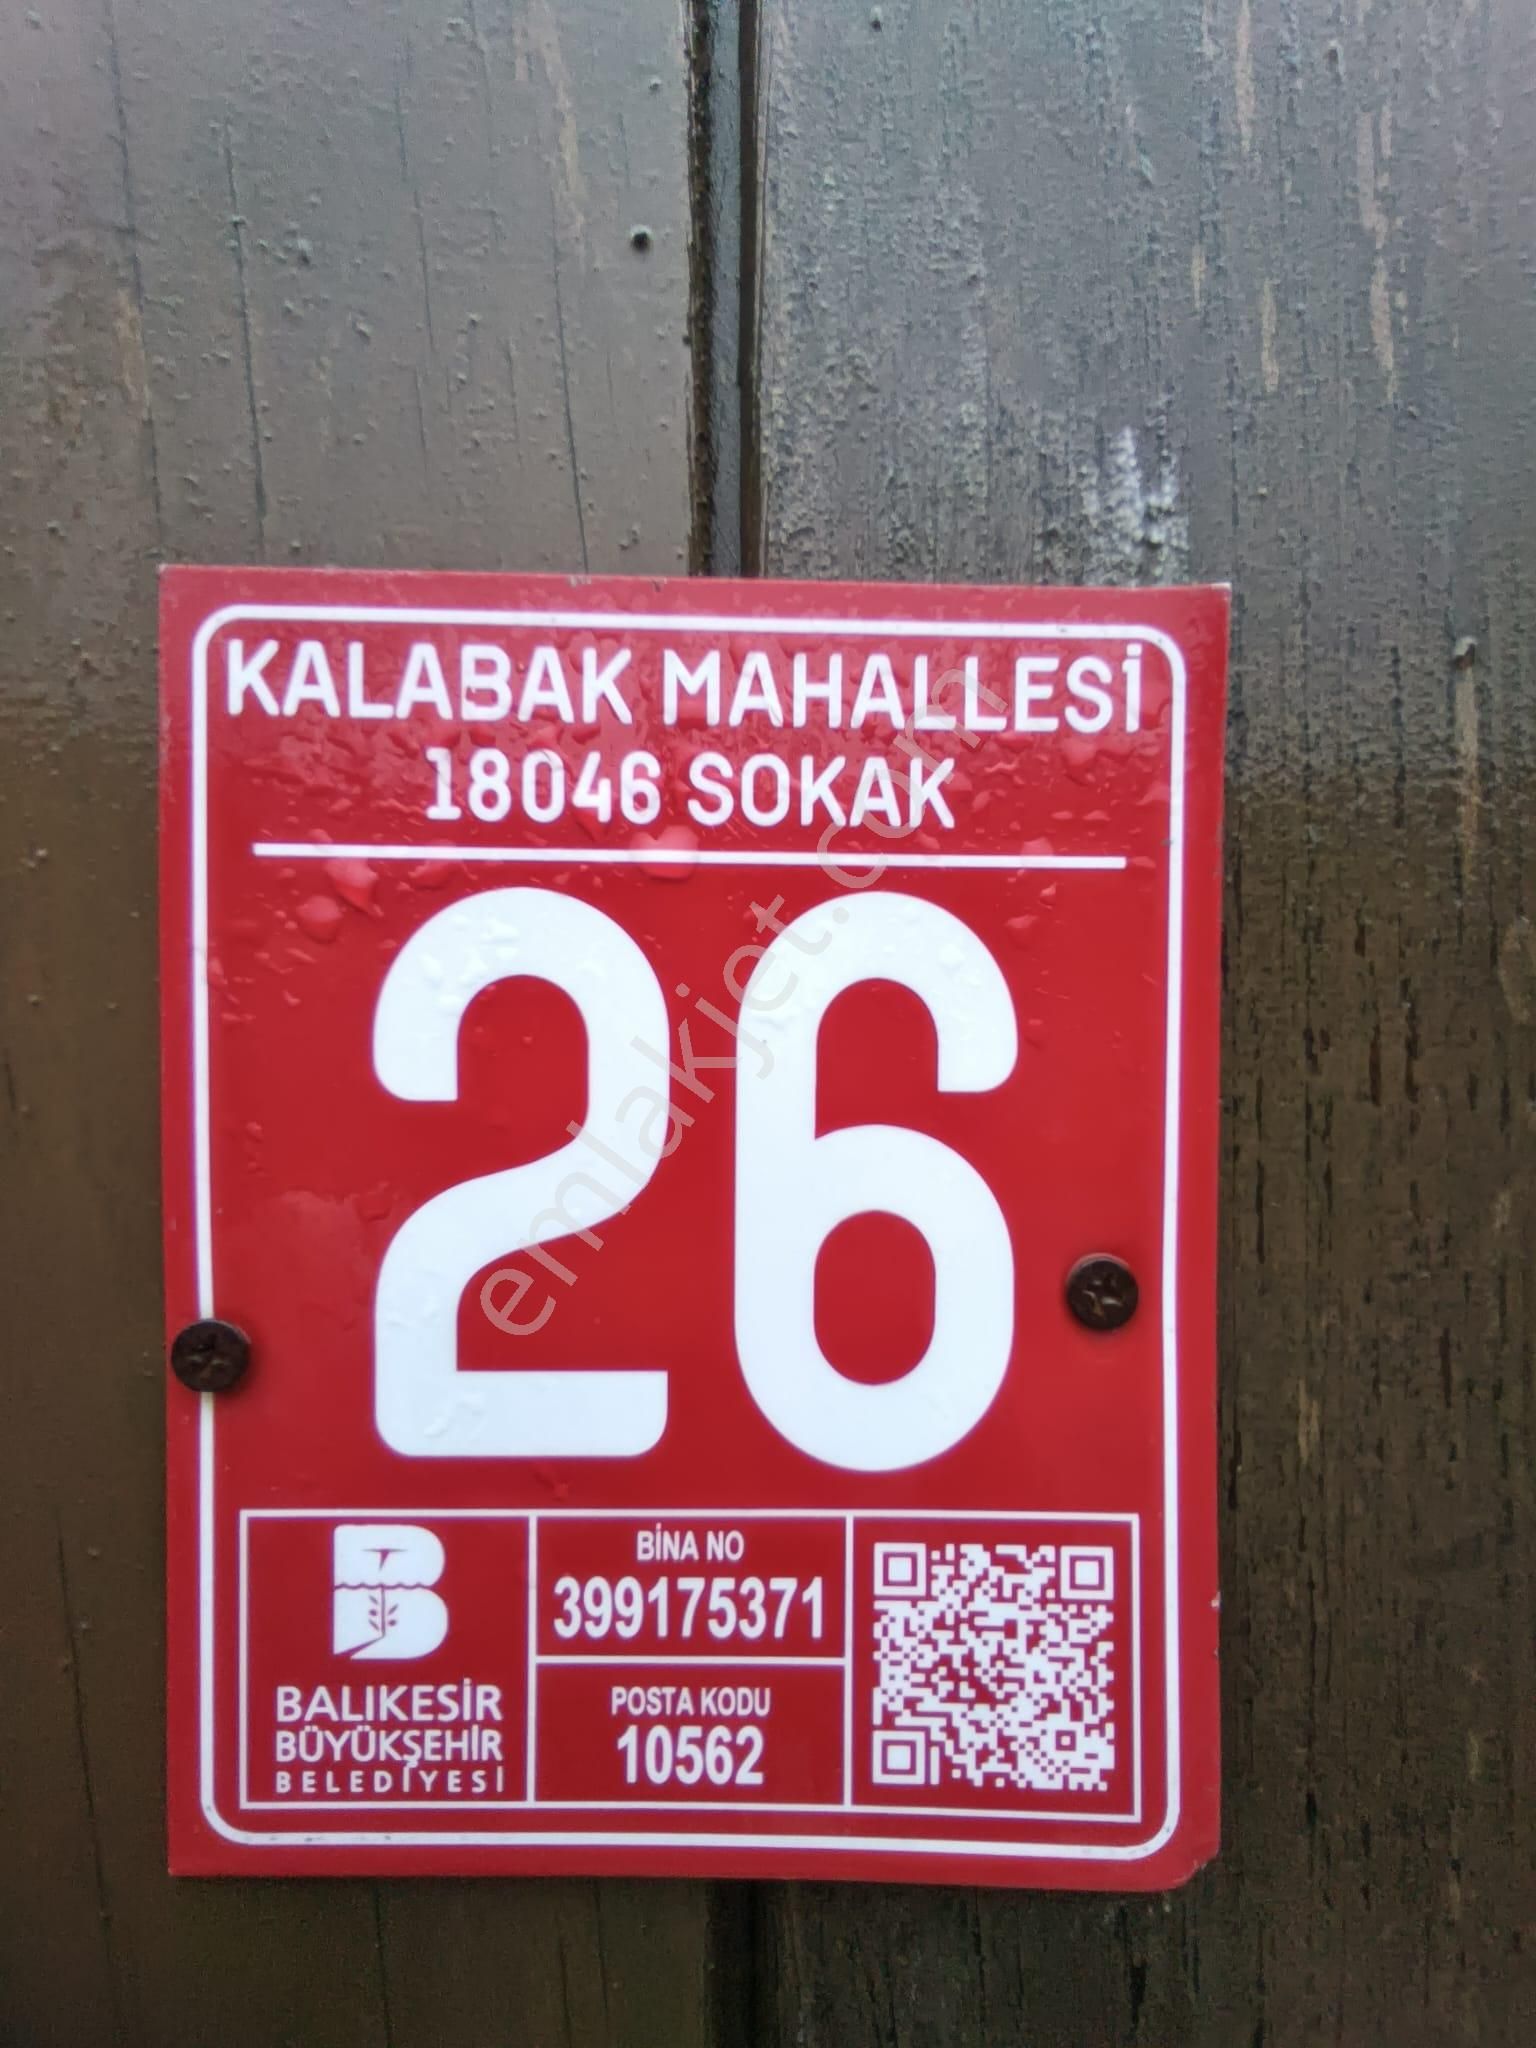 KALABAK MAHALLESİ
18046 SOKAK
26
BALIKESİR
BÜYÜKŞEHİR
BELEDİYESİ
BİNA NO
399175371
POSTA KODU
10562
emlakjet.com